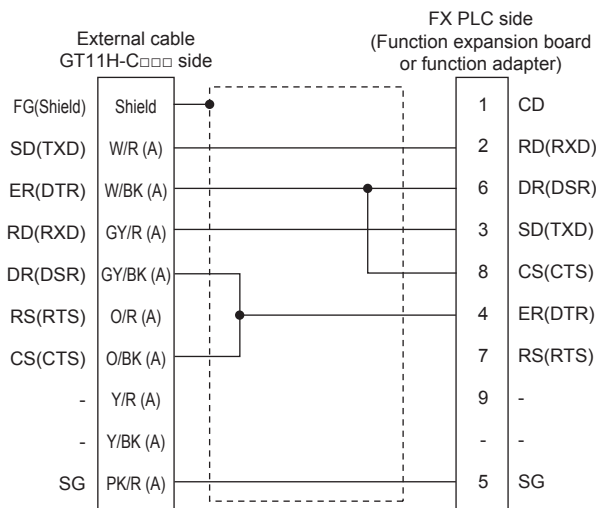 External cable
GT11H-C□□□ side
FX PLC side
(Function expansion board
or function adapter)
FG(Shield) Shield 1 CD
SD(TXD) W/R (A) 2 RD(RXD)
ER(DTR) W/BK (A) 6 DR(DSR)
RD(RXD) GY/R (A) 3 SD(TXD)
DR(DSR) GY/BK (A) 8 CS(CTS)
RS(RTS) O/R (A) 4 ER(DTR)
CS(CTS) O/BK (A) 7 RS(RTS)
- Y/R (A) 9 -
- Y/BK (A) - -
SG PK/R (A) 5 SG